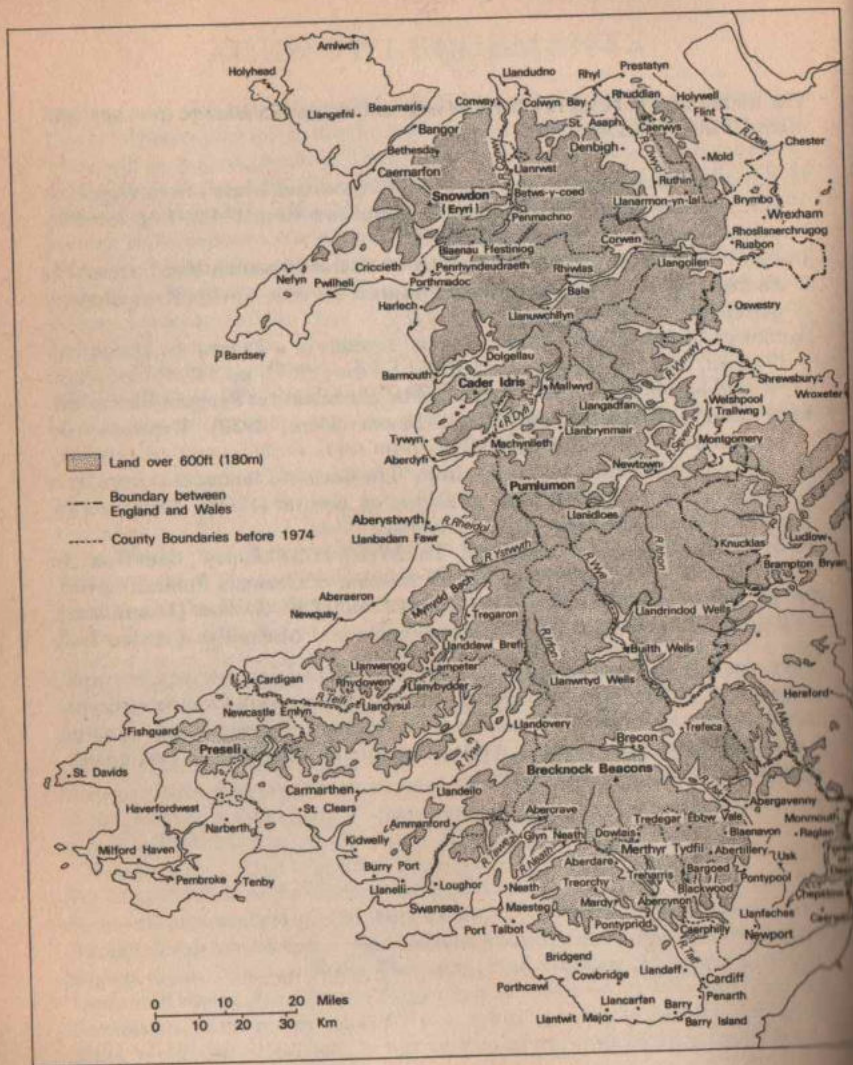 Amlwch
Holyhead
Llandudno
Rhyl
Prestatyn
Rhuddlan
Holywell
Llangefni
Beaumaris
Conway
Colwyn Bay
Flint
Bangor
St. Asaph
Caerwys
R. Dee
Chester
Bethesda
Denbigh
R. Clwyd
Mold
Caernarfon
Llanrwst
Ruthin
Snowdon
(Eryri)
Betws-y-coed
Llanarmon-yn-Ial
Brymbo
Wrexham
Penmachno
Rhosllanerchrugog
Blaenau Ffestiniog
Corwen
Ruabon
Nefyn
Criccieth
Penrhyndeudraeth
Rhiwlas
Llangollen
Pwllheli
Porthmadoc
Bala
Harlech
Llanuwchllyn
Oswestry
Bardsey
Dolgellau
R. Vyrnwy
Barmouth
Cader Idris
Mallwyd
Shrewsbury
Wroxeter
Llangadfan
Welshpool
(Trallwng)
R. Dyfi
Tywyn
Machynlleth
Llanbrynmair
R. Severn
Montgomery
Aberdyfi
Newtown
Land over 600ft (180m)
Boundary between
England and Wales
County Boundaries before 1974
Pumlumon
Aberystwyth
R. Rheidol
Llanidloes
Llanbadarn Fawr
Knucklas
Ludlow
R. Ystwyth
R. Wye
R. Ithon
Brampton Bryan
Mynydd Bach
Aberaeron
Newquay
Tregaron
Llandrindod Wells
Llanddewi Brefi
R. Irfon
Builth Wells
Llanwenog
Lampeter
Cardigan
Rhydowen
Llanybydder
Llanwrtyd Wells
R. Teifi
Llandysul
Hereford
Newcastle Emlyn
Fishguard
Llandovery
R. Monnow
Preseli
Brecon
Trefeca
St. Davids
R. Tywi
Brecknock Beacons
R. Usk
Carmarthen
Llandeilo
Abergavenny
Haverfordwest
St. Clears
Abercrave
Monmouth
Narberth
Ammanford
Tredegar
Ebbw Vale
Kidwelly
Glyn Neath
Dowlais
Blaenavon
Raglan
Milford Haven
R. Tawe
R. Neath
Merthyr Tydfil
Abertillery
Usk
Burry Port
Aberdare
Treharris
Bargoed
Pembroke
Tenby
Llanelli
Loughor
Neath
Treorchy
Blackwood
Pontypool
Swansea
Maesteg
Mardy
Abercynon
Llanfaches
Port Talbot
Pontypridd
Caerphilly
Newport
R. Taff
Bridgend
Llandaff
Porthcawl
Cowbridge
Cardiff
Penarth
Llancarfan
Barry
Llantwit Major
Barry Island
0 10 20 Miles
0 10 20 30 Km